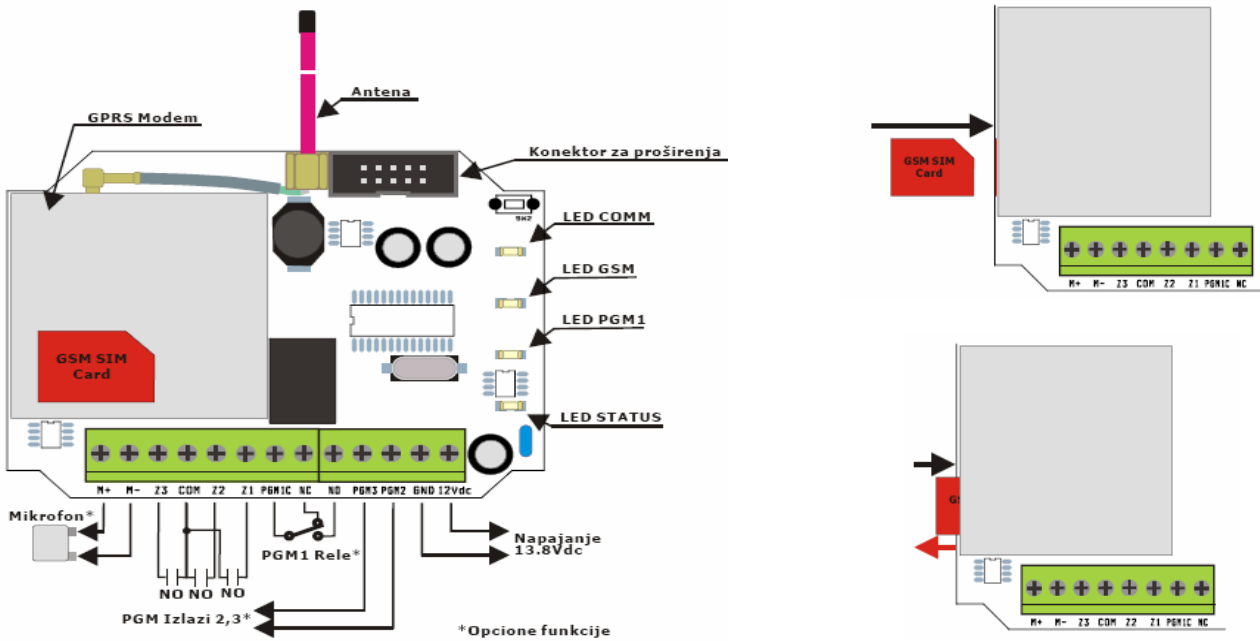 Antena
GPRS Modem
Konektor za proširenja
SW2
LED COMM
LED GSM
LED PGM1
GSM SIM
Card
LED STATUS
M+ M- Z3 COM Z2 Z1 PGM1C NC NO PGM3 PGM2 GND 12Vdc
Mikrofon*
PGM1 Rele*
Napajanje
13.8Vdc
NO NO NO
PGM Izlazi 2,3*
*Opcione funkcije
GSM SIM
Card
M+ M- Z3 COM Z2 Z1 PGM1C NC
GS
M+ M- Z3 COM Z2 Z1 PGM1C NC